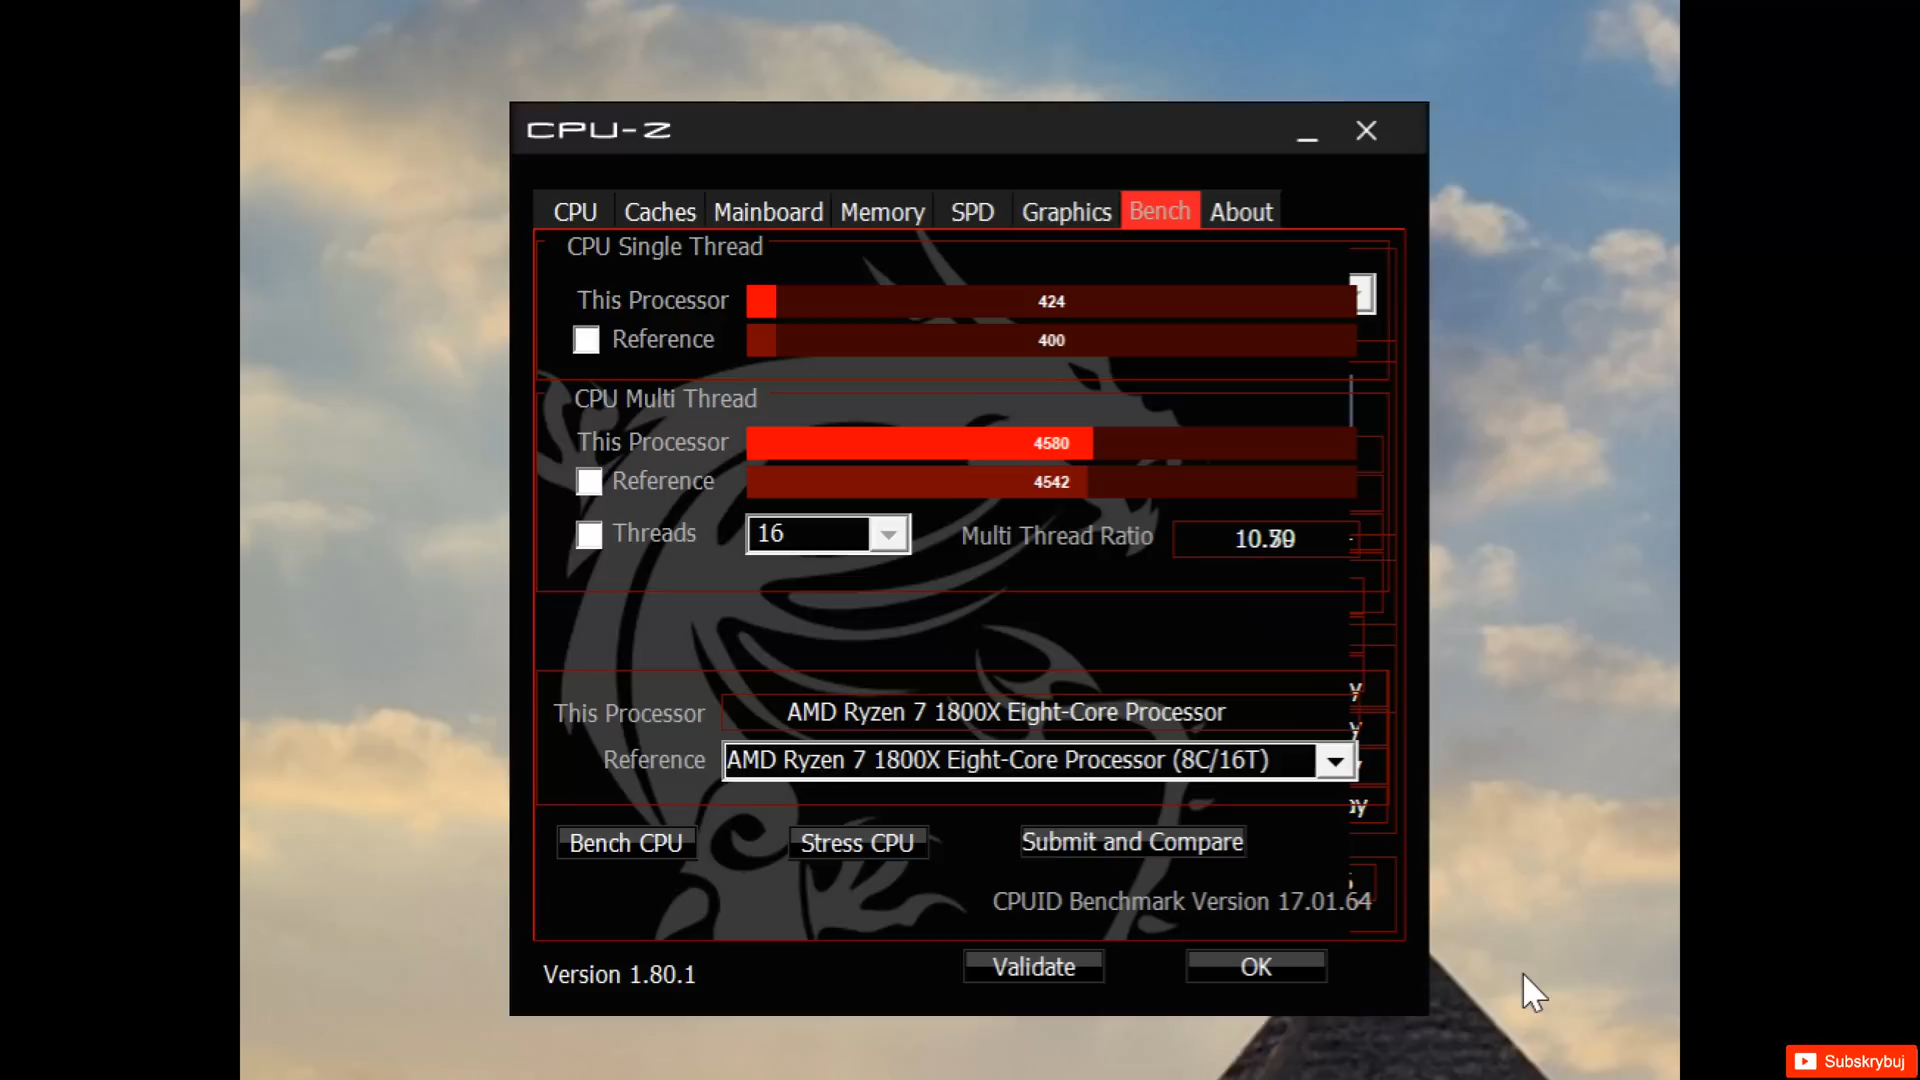 CPU-Z
CPU Caches Mainboard Memory SPD Graphics Bench About
CPU Single Thread
This Processor 424
Reference 400
CPU Multi Thread
This Processor 4580
Reference 4542
Threads 16 Multi Thread Ratio
This Processor AMD Ryzen 7 1800X Eight-Core Processor
Reference AMD Ryzen 7 1800X Eight-Core Processor (8C/16T)
Bench CPU Stress CPU Submit and Compare
CPUID Benchmark Version 17.01.64
Version 1.80.1 Validate OK
Subskrybuj